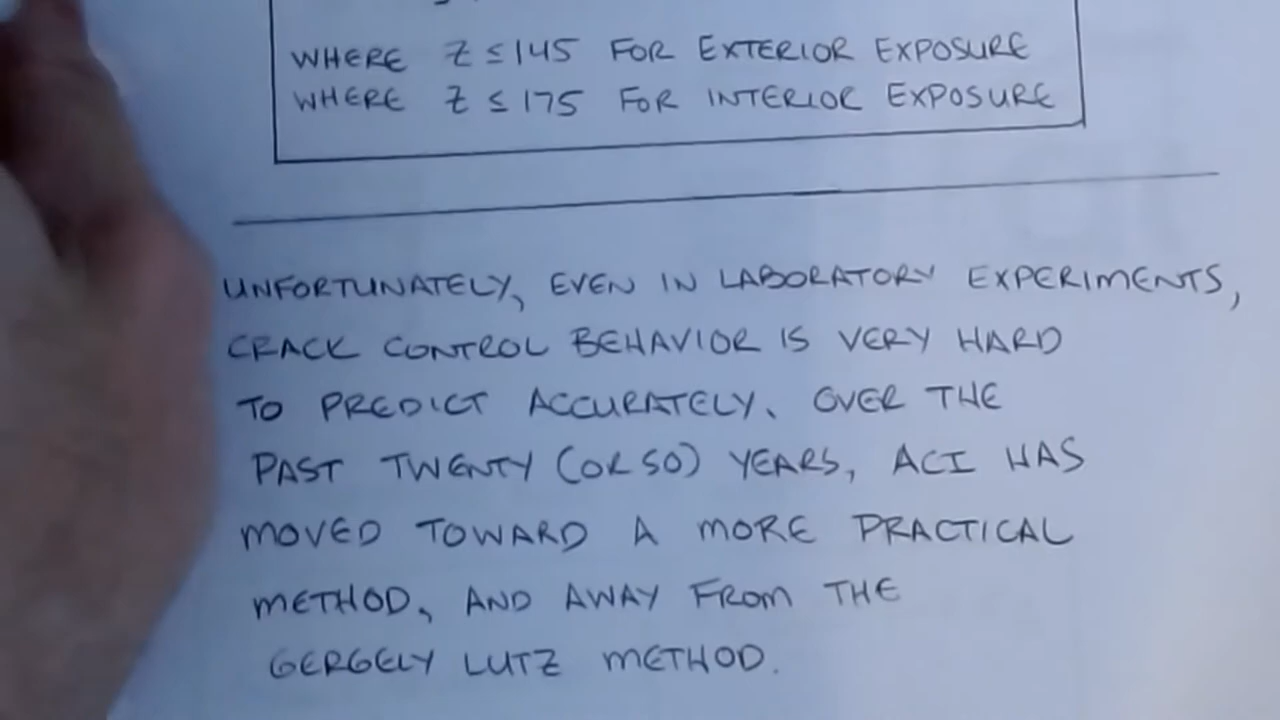 WHERE Z ≤ 145 FOR EXTERIOR EXPOSURE
WHERE Z ≤ 175 FOR INTERIOR EXPOSURE
UNFORTUNATELY, EVEN IN LABORATORY EXPERIMENTS,
CRACK CONTROL BEHAVIOR IS VERY HARD
TO PREDICT ACCURATELY. OVER THE
PAST TWENTY (OR SO) YEARS, ACI HAS
MOVED TOWARD A MORE PRACTICAL
METHOD, AND AWAY FROM THE
GERGELY LUTZ METHOD.